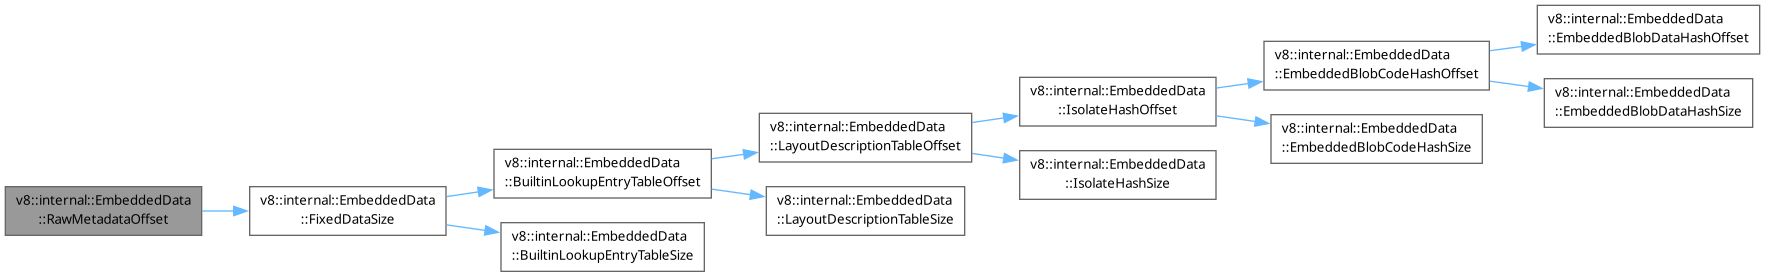 v8::internal::EmbeddedData
::RawMetadataOffset
v8::internal::EmbeddedData
::FixedDataSize
v8::internal::EmbeddedData
::BuiltinLookupEntryTableOffset
v8::internal::EmbeddedData
::BuiltinLookupEntryTableSize
v8::internal::EmbeddedData
::LayoutDescriptionTableOffset
v8::internal::EmbeddedData
::LayoutDescriptionTableSize
v8::internal::EmbeddedData
::IsolateHashOffset
v8::internal::EmbeddedData
::IsolateHashSize
v8::internal::EmbeddedData
::EmbeddedBlobCodeHashOffset
v8::internal::EmbeddedData
::EmbeddedBlobCodeHashSize
v8::internal::EmbeddedData
::EmbeddedBlobDataHashOffset
v8::internal::EmbeddedData
::EmbeddedBlobDataHashSize